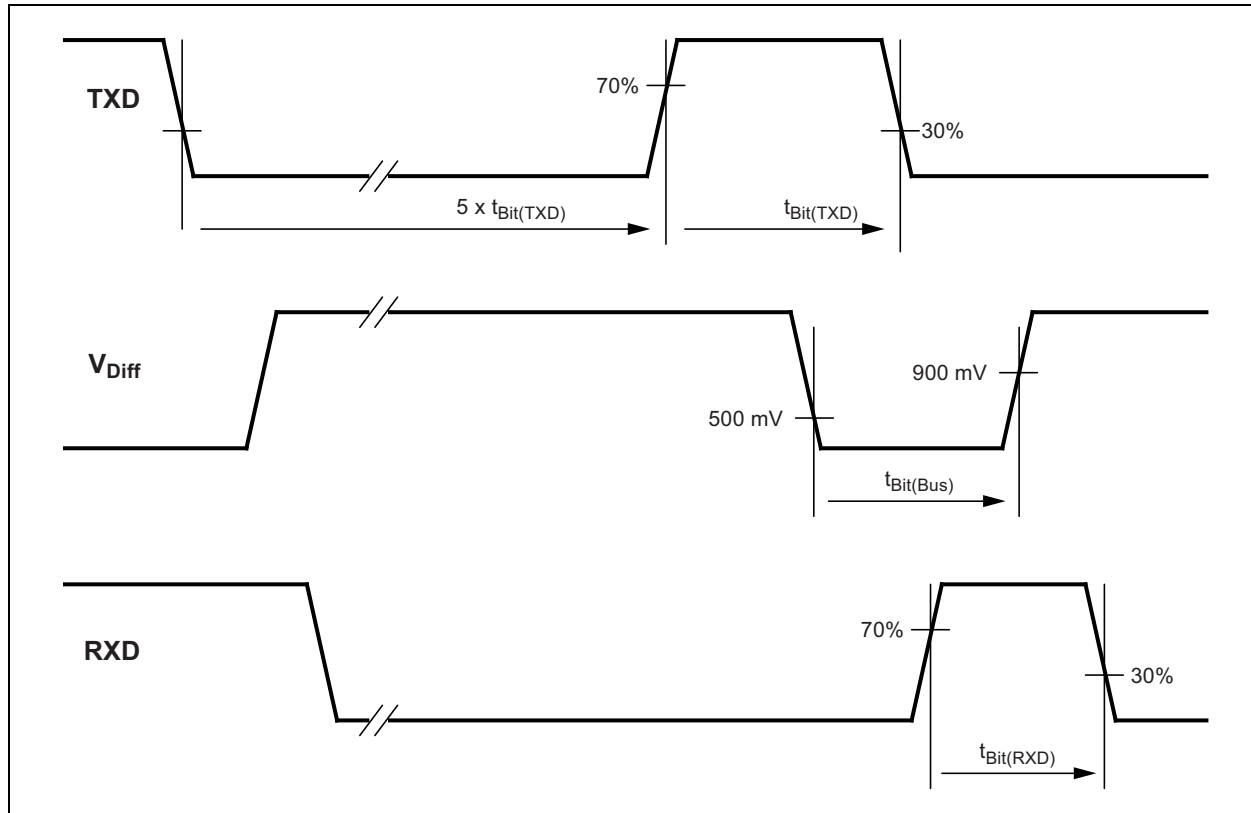 TXD
70%
30%
5 x tBit(TXD)
tBit(TXD)
VDiff
900 mV
500 mV
tBit(Bus)
RXD
70%
30%
tBit(RXD)